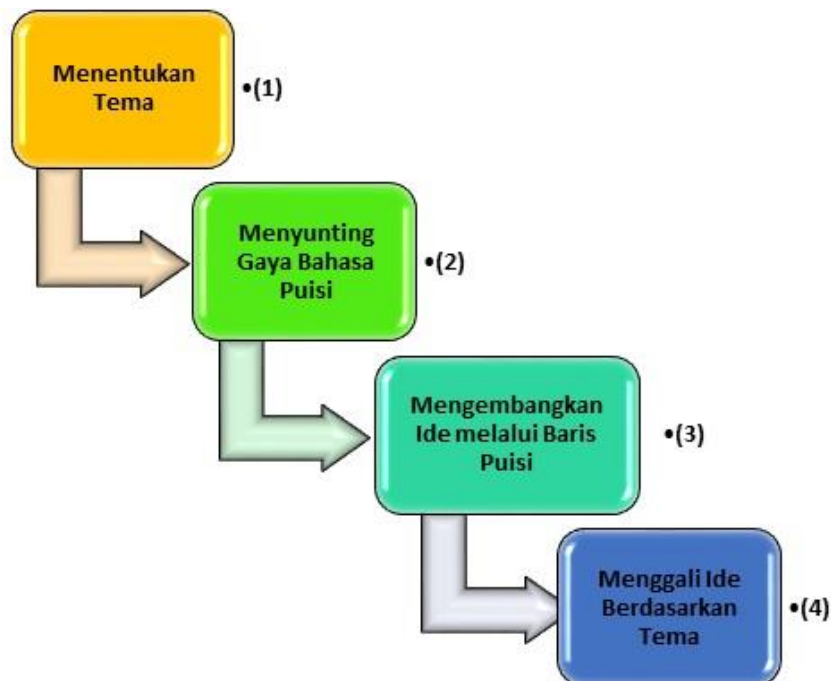 Menentukan
Tema
•(1)
Menyunting
Gaya Bahasa
Puisi
•(2)
Mengembangkan
Ide melalui Baris
Puisi
•(3)
Menggali Ide
Berdasarkan
Tema
•(4)